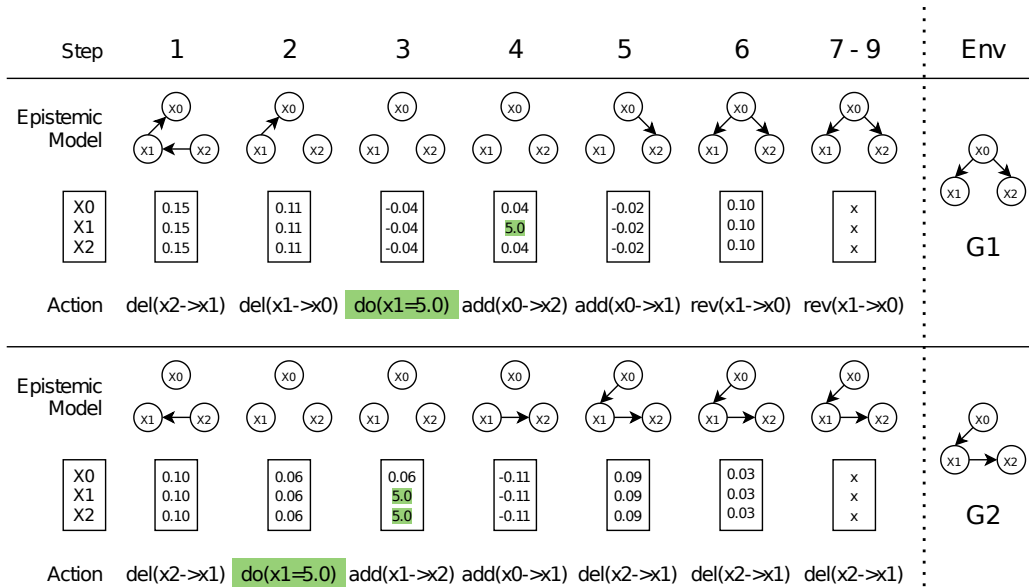 Step 1 2 3 4 5 6 7 - 9 Env
Epistemic
Model
X0 X0 X0 X0 X0 X0 X0 X0
X1 X2 X1 X2 X1 X2 X1 X2 X1 X2 X1 X2 X1 X2 X1 X2
X0 0.15 0.11 -0.04 0.04 -0.02 0.10 x
X1 0.15 0.11 -0.04 5.0 -0.02 0.10 x
X2 0.15 0.11 -0.04 0.04 -0.02 0.10 x
G1
Action del(x2->x1) del(x1->x0) do(x1=5.0) add(x0->x2) add(x0->x1) rev(x1->x0) rev(x1->x0)
Epistemic
Model
X0 X0 X0 X0 X0 X0 X0 X0
X1 X2 X1 X2 X1 X2 X1 X2 X1 X2 X1 X2 X1 X2 X1 X2
X0 0.10 0.06 0.06 -0.11 0.09 0.03 x
X1 0.10 0.06 5.0 -0.11 0.09 0.03 x
X2 0.10 0.06 5.0 -0.11 0.09 0.03 x
G2
Action del(x2->x1) do(x1=5.0) add(x1->x2) add(x0->x1) del(x2->x1) del(x2->x1) del(x2->x1)